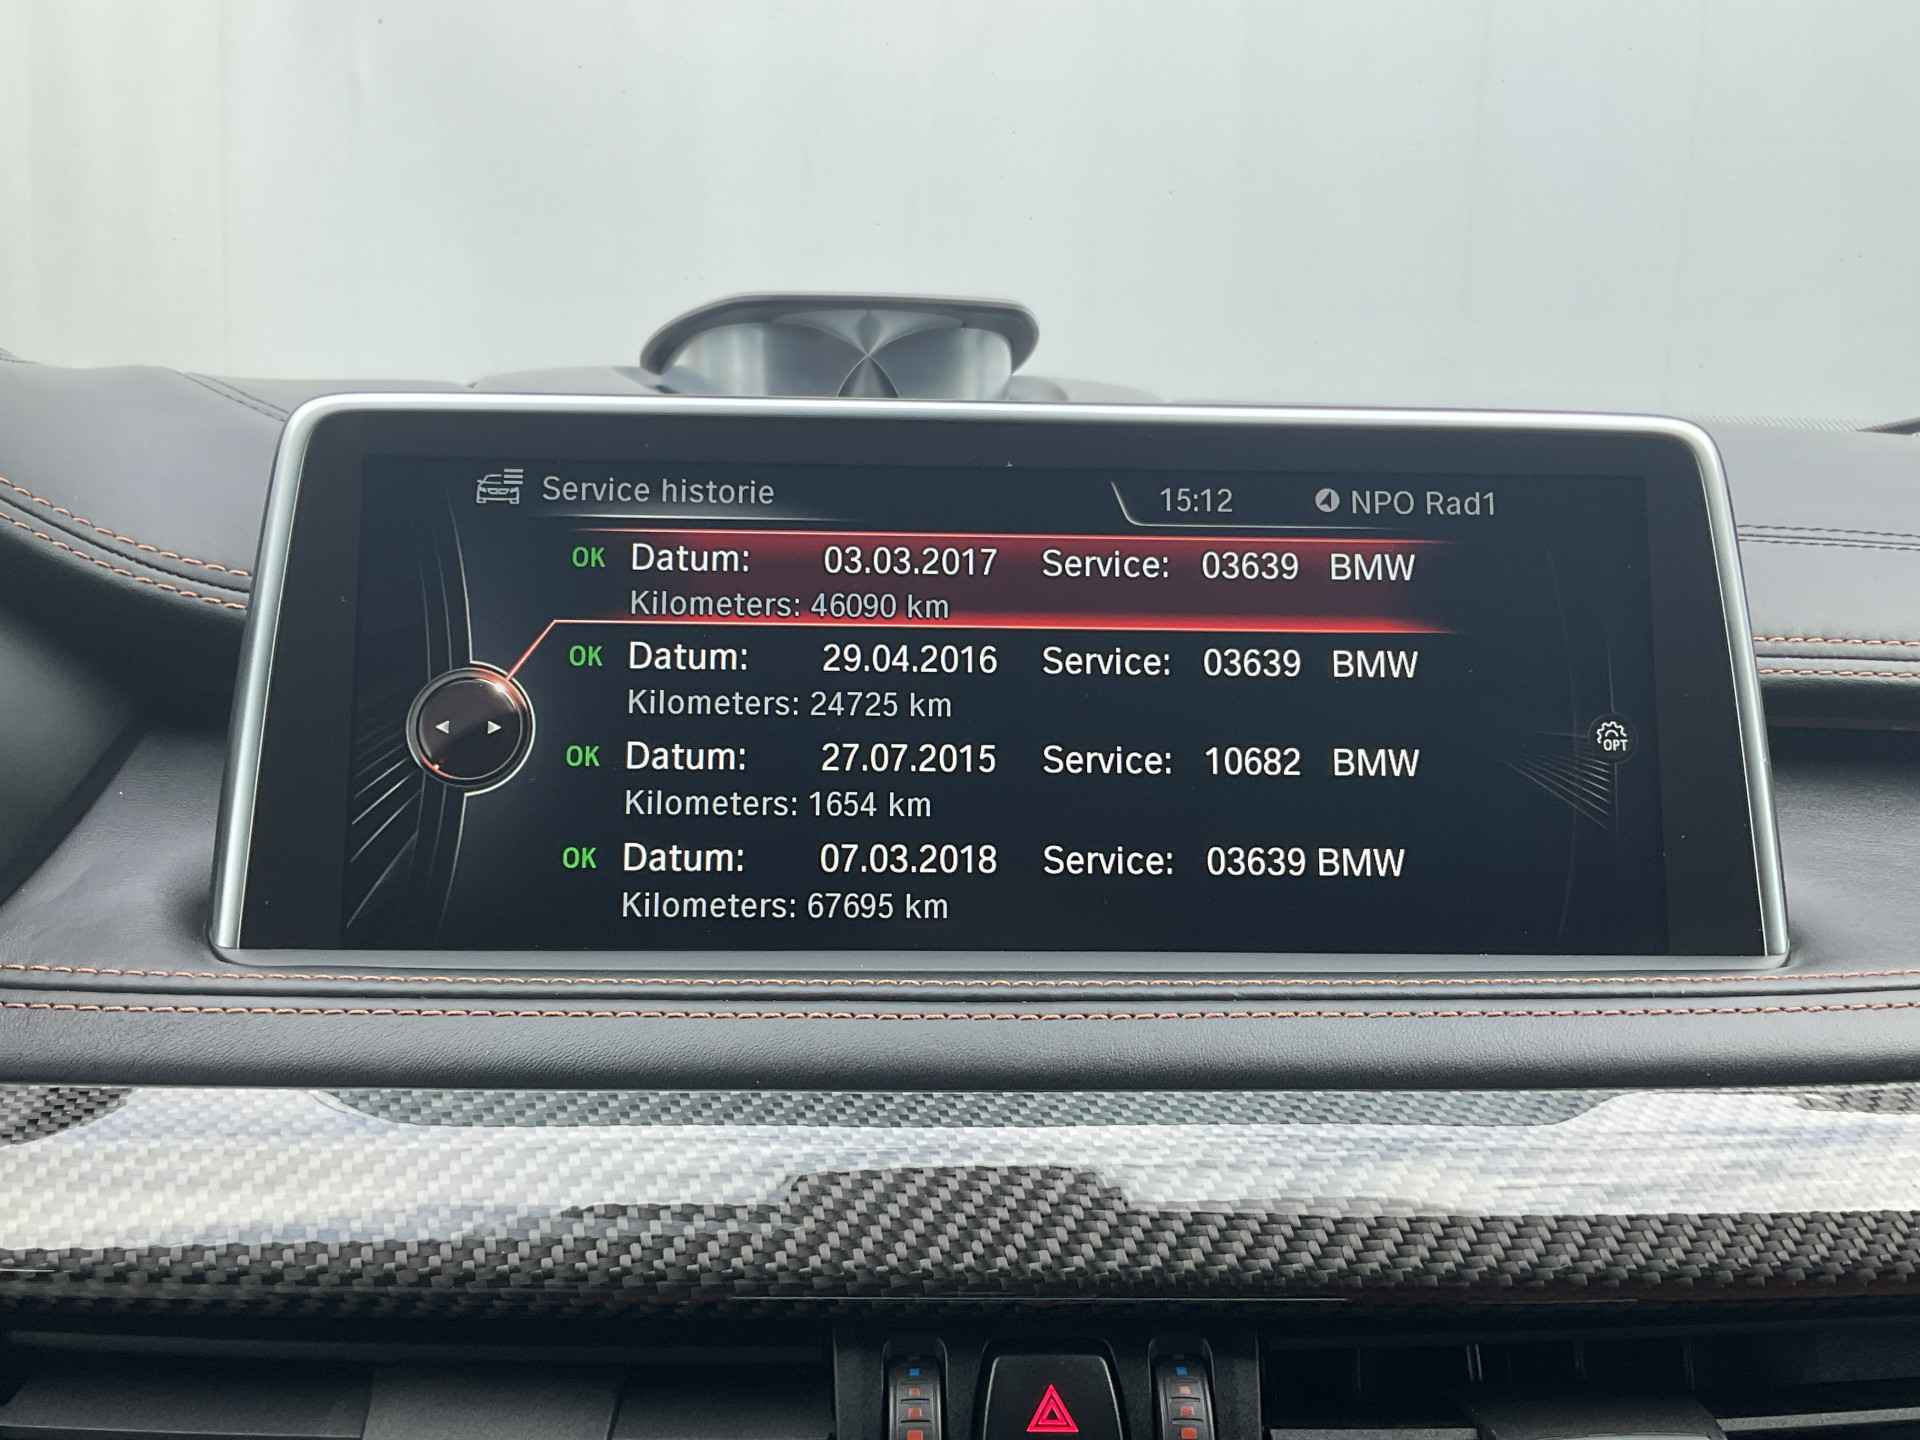 Service historie
15:12
NPO Rad1
OK Datum: 03.03.2017 Service: 03639 BMW
Kilometers: 46090 km
OK Datum: 29.04.2016 Service: 03639 BMW
Kilometers: 24725 km
OK Datum: 27.07.2015 Service: 10682 BMW
Kilometers: 1654 km
OPT
OK Datum: 07.03.2018 Service: 03639 BMW
Kilometers: 67695 km